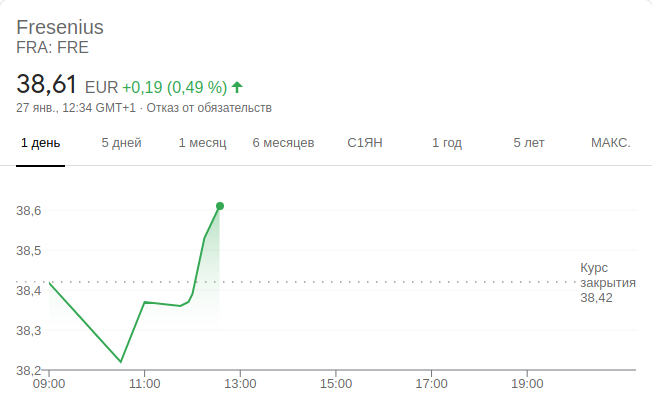 Fresenius
FRA: FRE
38,61 EUR +0,19 (0,49 %)
27 янв., 12:34 GMT+1 · Отказ от обязательств
1 день 5 дней 1 месяц 6 месяцев С1ЯН 1 год 5 лет МАКС.
38,6
38,5
Курс
закрытия
38,42
38,4
38,3
38,2
09:00 11:00 13:00 15:00 17:00 19:00